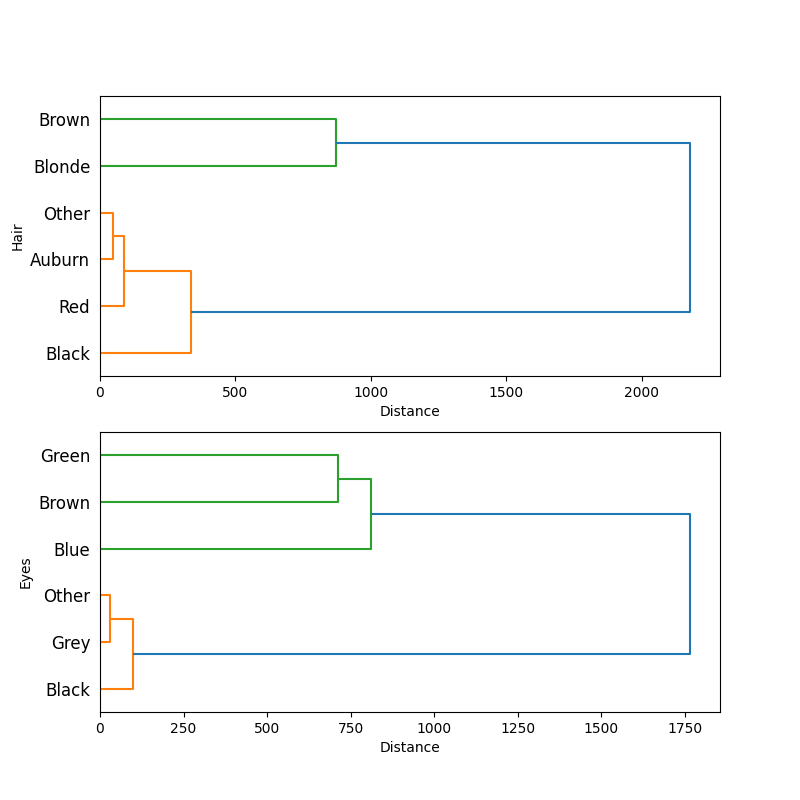 Brown
Blonde
Other
Auburn
Red
Black
Hair
0 500 1000 1500 2000
Distance
Green
Brown
Blue
Other
Grey
Black
Eyes
0 250 500 750 1000 1250 1500 1750
Distance